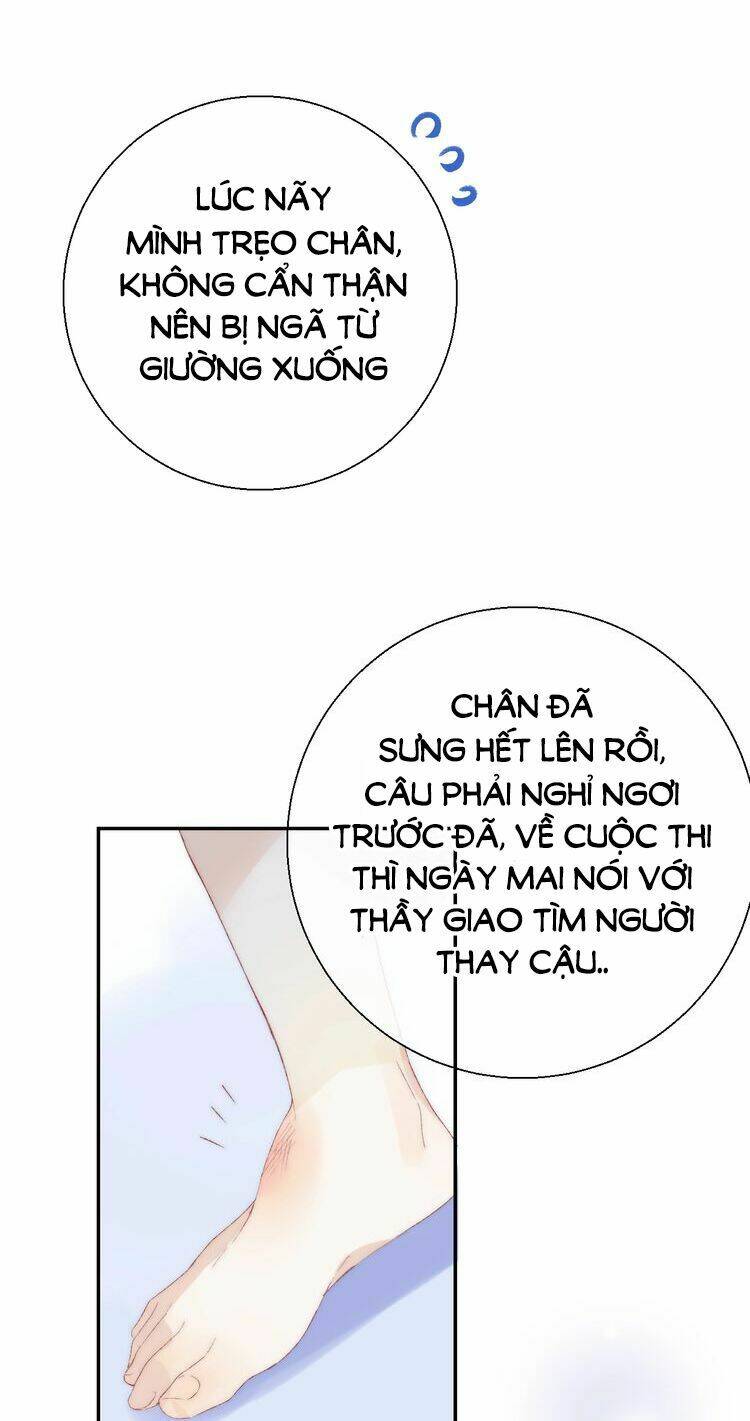 LÚC NÃY
MÌNH TRẸO CHÂN,
KHÔNG CẨN THẬN
NÊN BỊ NGÃ TỪ
GIƯỜNG XUỐNG
CHÂN ĐÃ
SƯNG HẾT LÊN RỒI,
CÂU PHẢI NGHỈ NGƠI
TRƯỚC ĐÃ, VỀ CUỘC THI
THÌ NGÀY MAI NÓI VỚI
THẦY GIAO TÌM NGƯỜI
THAY CẬU..